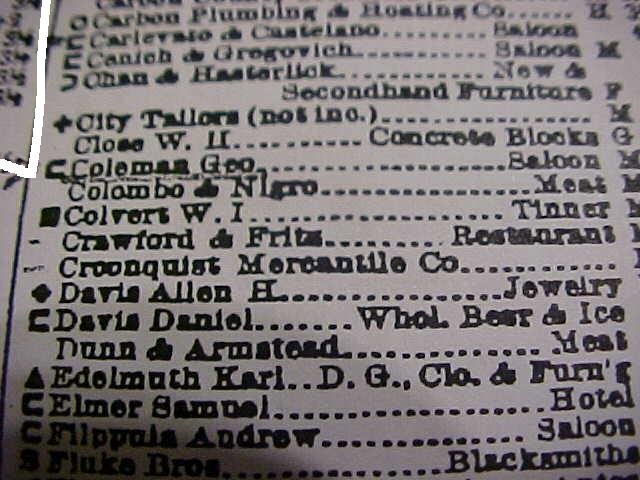 Carbon Plumbing & Heating Co...... H
Carlevato & Castelano.......... Saloon
Canich & Grogovich............. Saloon M
Chan & Hasterlick.............. New &
Secondhand Furniture F
City Tailors (not inc.)................. M
Close W. H........... Concrete Blocks G
Coleman Geo.................... Saloon M
Colombo & Nigro................ Meat M
Colvert W. I..................... Tinner
Crawford & Fritz......... Restaurant
Croonquist Mercantile Co..........
Davis Allen H.................. Jewelry
Davis Daniel....... Whol. Beer & Ice
Dunn & Armstead............... Meat
Edelmuth Karl.. D. G., Clo. & Furn'g
Elmer Samuel................... Hotel
Filppula Andrew.............. Saloon
Fluke Bros................. Blacksmiths